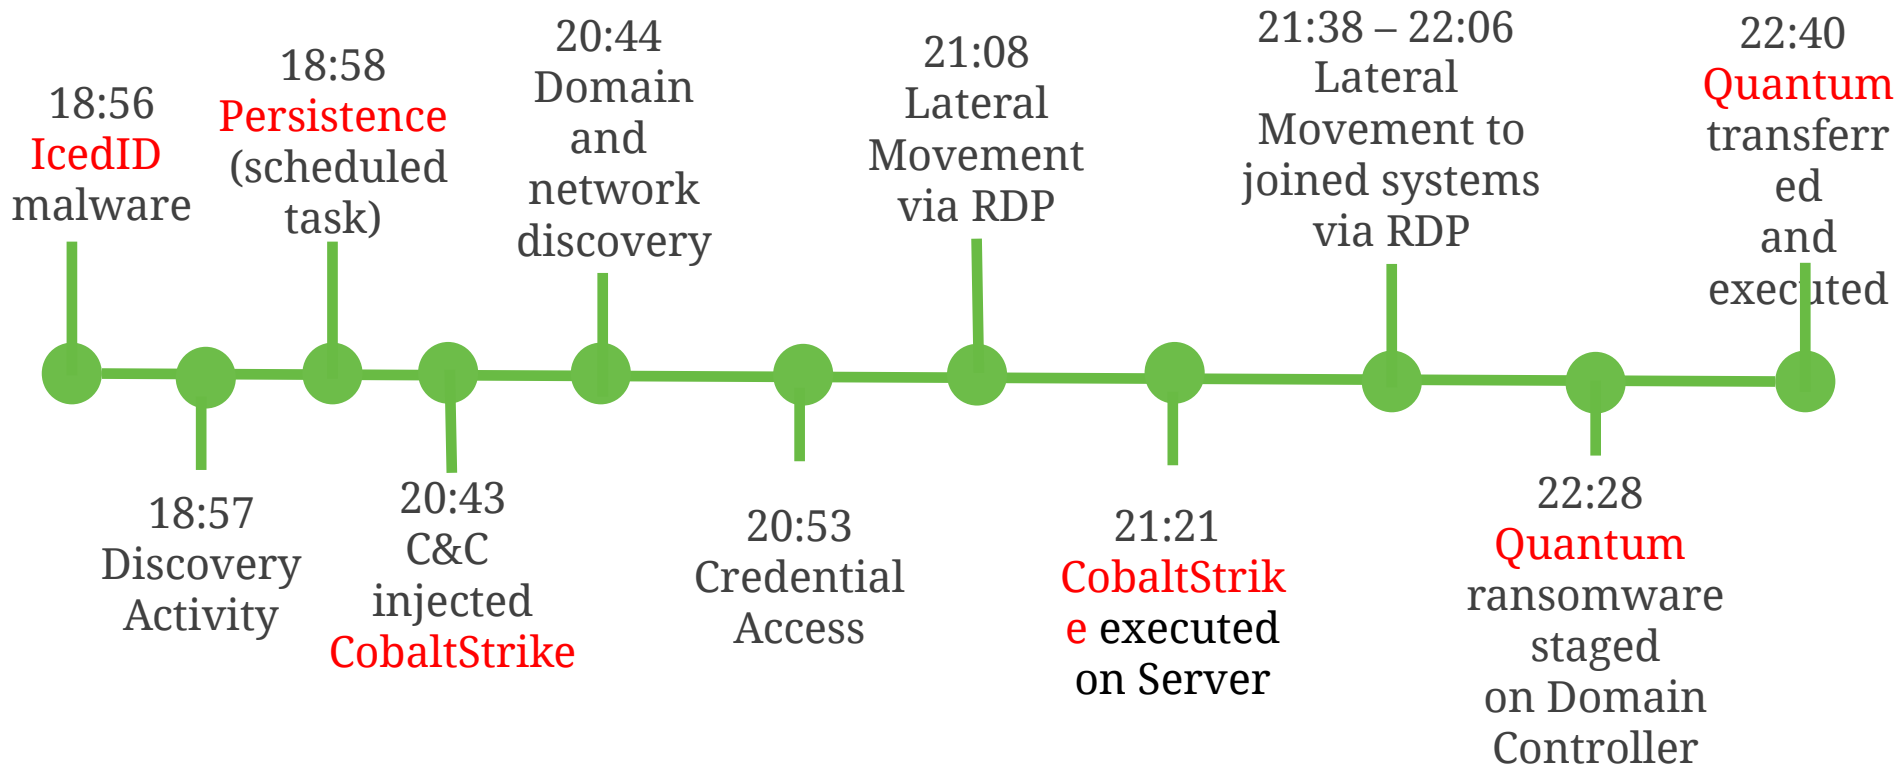 18:56
IcedID
malware
18:57
Discovery
Activity
18:58
Persistence
(scheduled
task)
20:43
C&C
injected
CobaltStrike
20:44
Domain
and
network
discovery
20:53
Credential
Access
21:08
Lateral
Movement
via RDP
21:21
CobaltStrik
e executed
on Server
21:38 – 22:06
Lateral
Movement to
joined systems
via RDP
22:28
Quantum
ransomware
staged
on Domain
Controller
22:40
Quantum
transferr
ed
and
executed